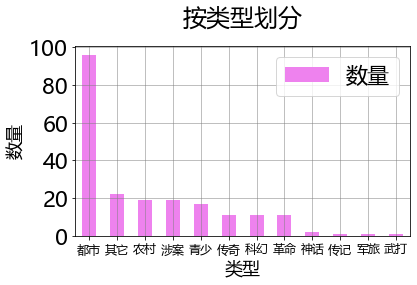 按类型划分
数量
100
80
60
40
20
0
数量
都市 其它 农村 涉案 青少 传奇 科幻 革命 神话 传记 军旅 武打
类型